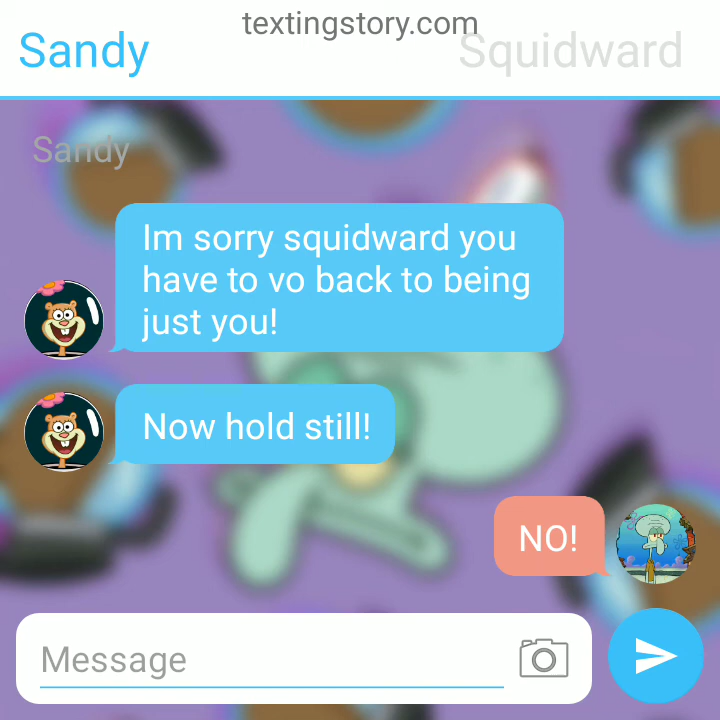 textingstory.com
Sandy
Squidward
Sandy
Im sorry squidward you
have to vo back to being
just you!
Now hold still!
NO!
Message